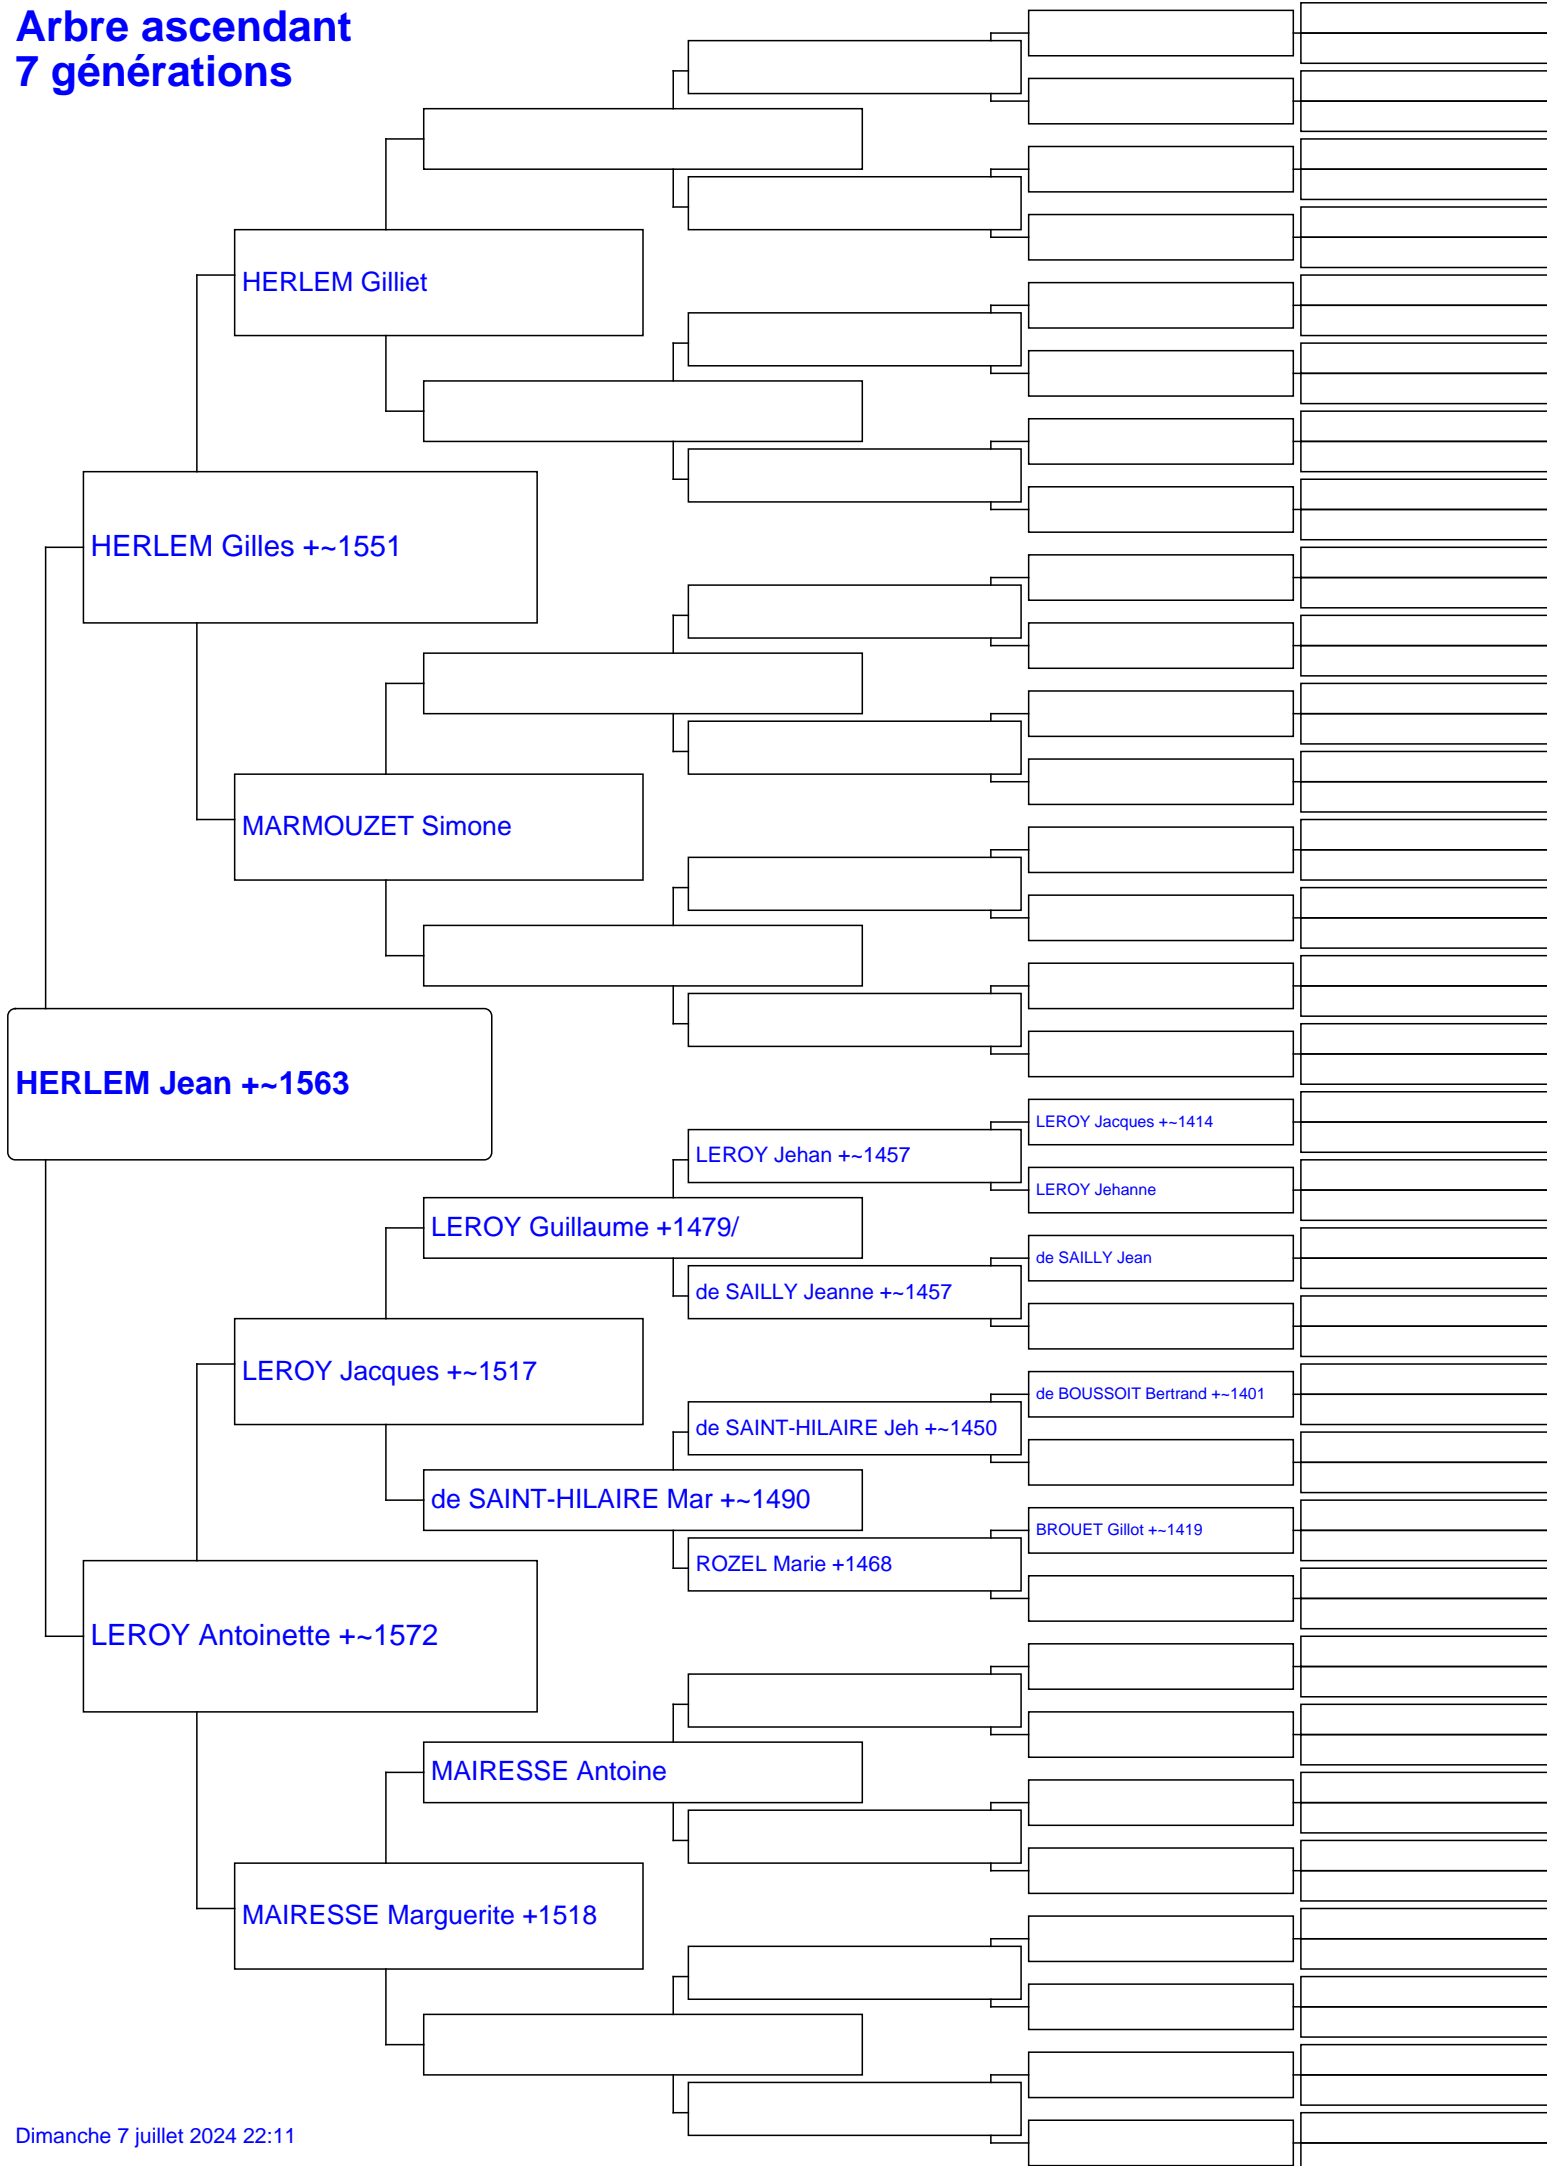 Arbre ascendant
7 générations
HERLEM Gilliet
HERLEM Gilles +~1551
MARMOUZET Simone
HERLEM Jean +~1563
LEROY Jacques +~1414
LEROY Jehan +~1457
LEROY Jehanne
LEROY Guillaume +1479/
de SAILLY Jean
de SAILLY Jeanne +~1457
LEROY Jacques +~1517
de BOUSSOIT Bertrand +~1401
de SAINT-HILAIRE Jeh +~1450
de SAINT-HILAIRE Mar +~1490
BROUET Gillot +~1419
ROZEL Marie +1468
LEROY Antoinette +~1572
MAIRESSE Antoine
MAIRESSE Marguerite +1518
Dimanche 7 juillet 2024 22:11